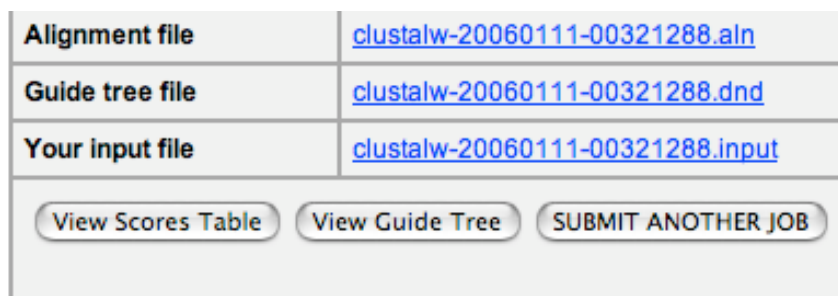 Alignment file clustalw-20060111-00321288.aln
Guide tree file clustalw-20060111-00321288.dnd
Your input file clustalw-20060111-00321288.input
View Scores Table View Guide Tree SUBMIT ANOTHER JOB